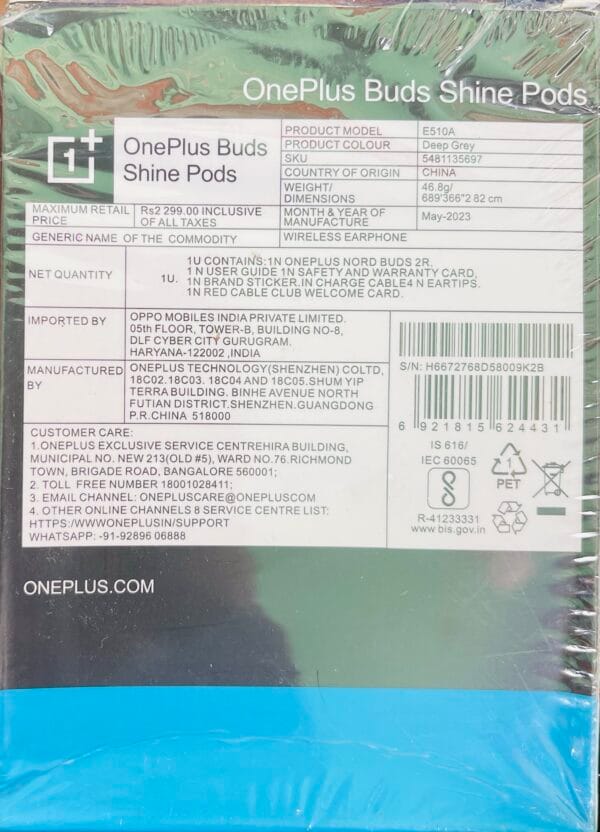 OnePlus Buds Shine Pods
1+
OnePlus Buds
Shine Pods
PRODUCT MODEL E510A
PRODUCT COLOUR Deep Grey
SKU 5481135697
COUNTRY OF ORIGIN CHINA
WEIGHT/ 46.8g/
DIMENSIONS 689'366"2 82 cm
MAXIMUM RETAIL Rs2 299.00 INCLUSIVE
PRICE OF ALL TAXES
MONTH & YEAR OF May-2023
MANUFACTURE
GENERIC NAME OF THE COMMODITY WIRELESS EARPHONE
NET QUANTITY 1U.
1U CONTAINS:1N ONEPLUS NORD BUDS 2R.
1 N USER GUIDE 1N SAFETY AND WARRANTY CARD,
1N BRAND STICKER.IN CHARGE CABLE4 N EARTIPS.
1N RED CABLE CLUB WELCOME CARD.
IMPORTED BY
OPPO MOBILES INDIA PRIVATE LIMITED.
05th FLOOR, TOWER-B, BUILDING NO-8,
DLF CYBER CITY GURUGRAM.
HARYANA-122002 ,INDIA
MANUFACTURED
BY
ONEPLUS TECHNOLOGY(SHENZHEN) COLTD,
18C02.18C03. 18C04 AND 18C05.SHUM YIP
TERRA BUILDING. BINHE AVENUE NORTH
FUTIAN DISTRICT.SHENZHEN.GUANGDONG
P.R.CHINA 518000
CUSTOMER CARE:
1.ONEPLUS EXCLUSIVE SERVICE CENTREHIRA BUILDING,
MUNICIPAL NO. NEW 213(OLD #5), WARD NO.76.RICHMOND
TOWN, BRIGADE ROAD, BANGALORE 560001;
2. TOLL FREE NUMBER 18001028411;
3. EMAIL CHANNEL: ONEPLUSCARE@ONEPLUSCOM
4. OTHER ONLINE CHANNELS 8 SERVICE CENTRE LIST:
HTTPS:/WWWONEPLUSIN/SUPPORT
WHATSAPP: -91-92896 06888
S/N: H6672768D58009K2B
6 921815 624431
IS 616/
IEC 60065
1
PET
R-41233331
www.bis.gov.in
ONEPLUS.COM